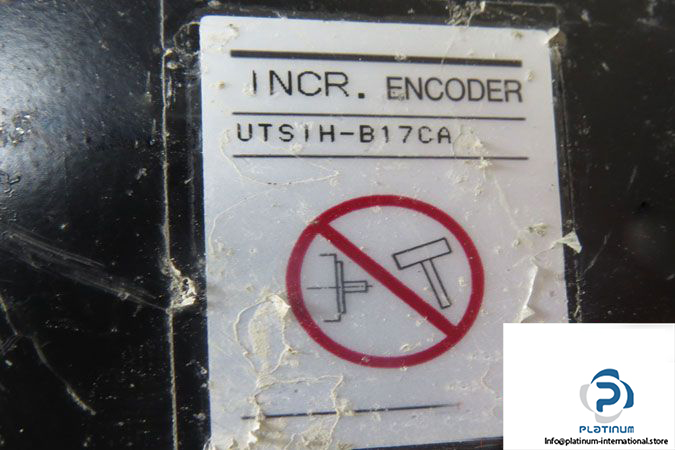 INCR. ENCODER
UTSIH-B17CA
PLATINUM
Info@platinum-international.store